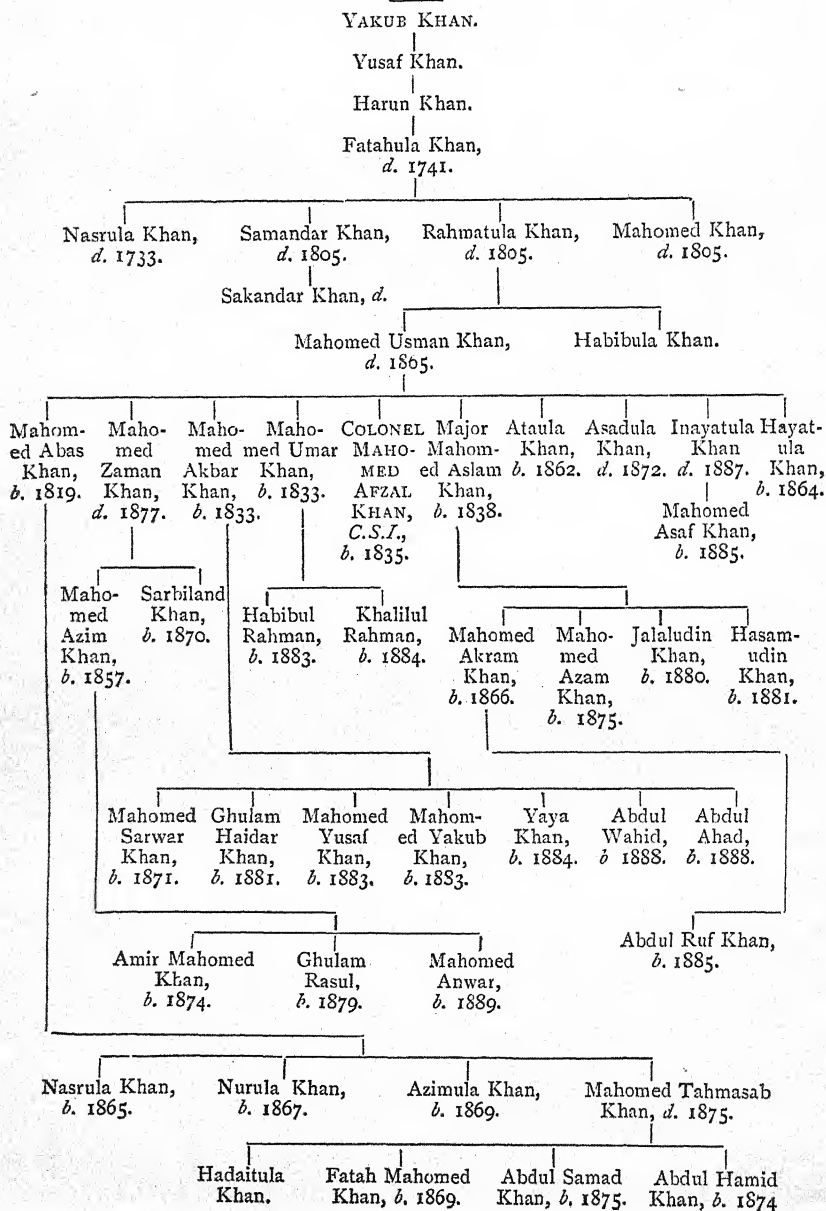 YAKUB KHAN.
Yusaf Khan.
Harun Khan.
Fatahula Khan,
d. 1741.
Nasrula Khan,
d. 1733.
Samandar Khan,
d. 1805.
Sakandar Khan, d.
Rahmatula Khan,
d. 1805.
Mahomed Khan,
d. 1805.
Mahomed Usman Khan,
d. 1865.
Habibula Khan.
Mahom-
ed Abas
Khan,
b. 1819.
Maho-
med
Zaman
Khan,
d. 1877.
Maho-
med
Akbar
Khan,
b. 1833.
Maho-
med Umar
Khan,
b. 1833.
COLONEL
MAHO-
MED
AFZAL
KHAN,
C.S.I.,
b. 1835.
Major
Mahom-
ed Aslam
Khan,
b. 1838.
Ataula
Khan,
b. 1862.
Asadula
Khan,
d. 1872.
Inayatula
Khan
d. 1887.
Mahomed
Asaf Khan,
b. 1885.
Hayat-
ula
Khan,
b. 1864.
Maho-
med
Azim
Khan,
b. 1857.
Sarbiland
Khan,
b. 1870.
Habibul
Rahman,
b. 1883.
Khalilul
Rahman,
b. 1884.
Mahomed
Akram
Khan,
b. 1866.
Maho-
med
Azam
Khan,
b. 1875.
Jalaludin
Khan,
b. 1880.
Hasam-
udin
Khan,
b. 1881.
Mahomed
Sarwar
Khan,
b. 1871.
Ghulam
Haidar
Khan,
b. 1881.
Mahomed
Yusaf
Khan,
b. 1883.
Mahom-
ed Yakub
Khan,
b. 1883.
Yaya
Khan,
b. 1884.
Abdul
Wahid,
b 1888.
Abdul
Ahad,
b. 1888.
Amir Mahomed
Khan,
b. 1874.
Ghulam
Rasul,
b. 1879.
Mahomed
Anwar,
b. 1889.
Abdul Ruf Khan,
b. 1885.
Nasrula Khan,
b. 1865.
Nurula Khan,
b. 1867.
Azimula Khan,
b. 1869.
Mahomed Tahmasab
Khan, d. 1875.
Hadaitula
Khan.
Fatah Mahomed
Khan, b. 1869.
Abdul Samad
Khan, b. 1875.
Abdul Hamid
Khan, b. 1874